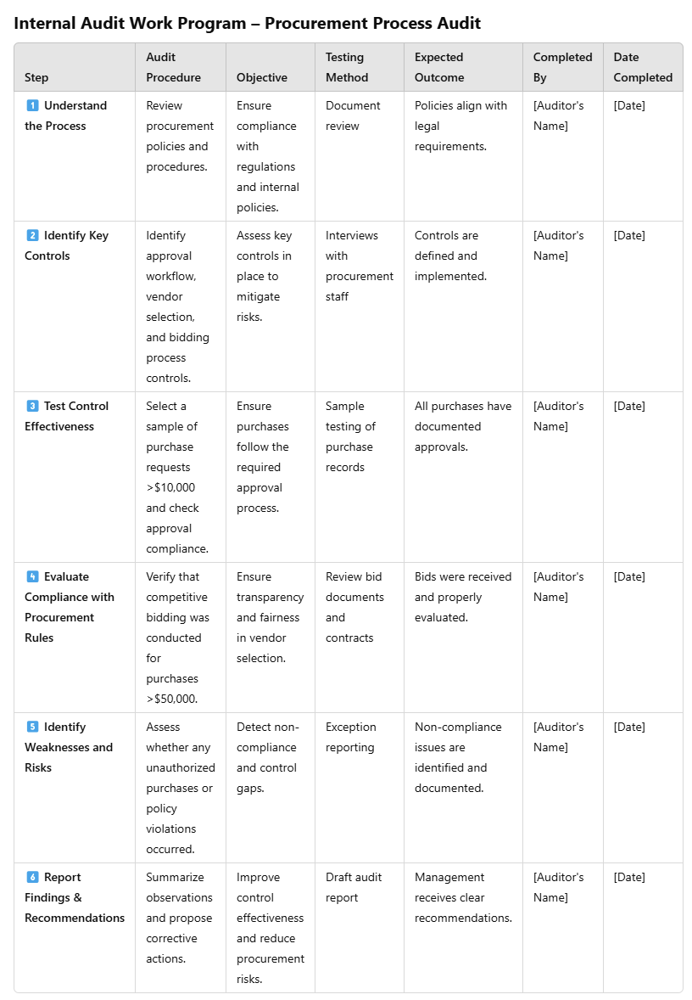 Internal Audit Work Program – Procurement Process Audit
Step
Audit
Procedure
Objective
Testing
Method
Expected
Outcome
Completed
By
Date
Completed
1 Understand
the Process
Review
procurement
policies and
procedures.
Ensure
compliance
with
regulations
and internal
policies.
Document
review
Policies align with
legal
requirements.
[Auditor's
Name]
[Date]
2 Identify Key
Controls
Identify
approval
workflow,
vendor
selection,
and bidding
process
controls.
Assess key
controls in
place to
mitigate
risks.
Interviews
with
procurement
staff
Controls are
defined and
implemented.
[Auditor's
Name]
[Date]
3 Test Control
Effectiveness
Select a
sample of
purchase
requests
>$10,000
and check
approval
compliance.
Ensure
purchases
follow the
required
approval
process.
Sample
testing of
purchase
records
All purchases have
documented
approvals.
[Auditor's
Name]
[Date]
4 Evaluate
Compliance with
Procurement
Rules
Verify that
competitive
bidding was
conducted
for
purchases
>$50,000.
Ensure
transparency
and fairness
in vendor
selection.
Review bid
documents
and
contracts
Bids were received
and properly
evaluated.
[Auditor's
Name]
[Date]
5 Identify
Weaknesses and
Risks
Assess
whether any
unauthorized
purchases or
policy
violations
occurred.
Detect non-
compliance
and control
gaps.
Exception
reporting
Non-compliance
issues are
identified and
documented.
[Auditor's
Name]
[Date]
6 Report
Findings &
Recommendations
Summarize
observations
and propose
corrective
actions.
Improve
control
effectiveness
and reduce
procurement
risks.
Draft audit
report
Management
receives clear
recommendations.
[Auditor's
Name]
[Date]